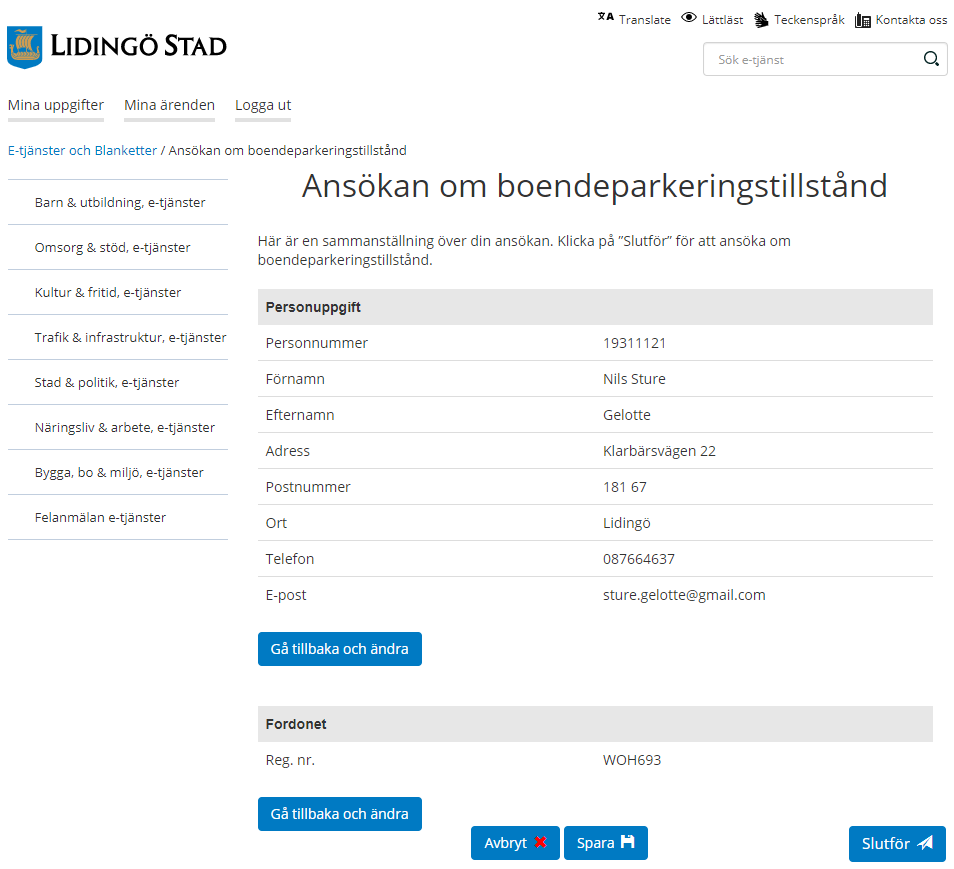 Translate Lättläst Teckenspråk Kontakta oss
LIDINGÖ STAD
Sök e-tjänst
Mina uppgifter Mina ärenden Logga ut
E-tjänster och Blanketter / Ansökan om boendeparkeringstillstånd
Barn & utbildning, e-tjänster
Omsorg & stöd, e-tjänster
Kultur & fritid, e-tjänster
Trafik & infrastruktur, e-tjänster
Stad & politik, e-tjänster
Näringsliv & arbete, e-tjänster
Bygga, bo & miljö, e-tjänster
Felanmälan e-tjänster
Ansökan om boendeparkeringstillstånd
Här är en sammanställning över din ansökan. Klicka på ”Slutför” för att ansöka om
boendeparkeringstillstånd.
Personuppgift
Personnummer 19311121
Förnamn Nils Sture
Efternamn Gelotte
Adress Klarbärsvägen 22
Postnummer 181 67
Ort Lidingö
Telefon 087664637
E-post sture.gelotte@gmail.com
Gå tillbaka och ändra
Fordonet
Reg. nr. WOH693
Gå tillbaka och ändra
Avbryt Spara Slutför